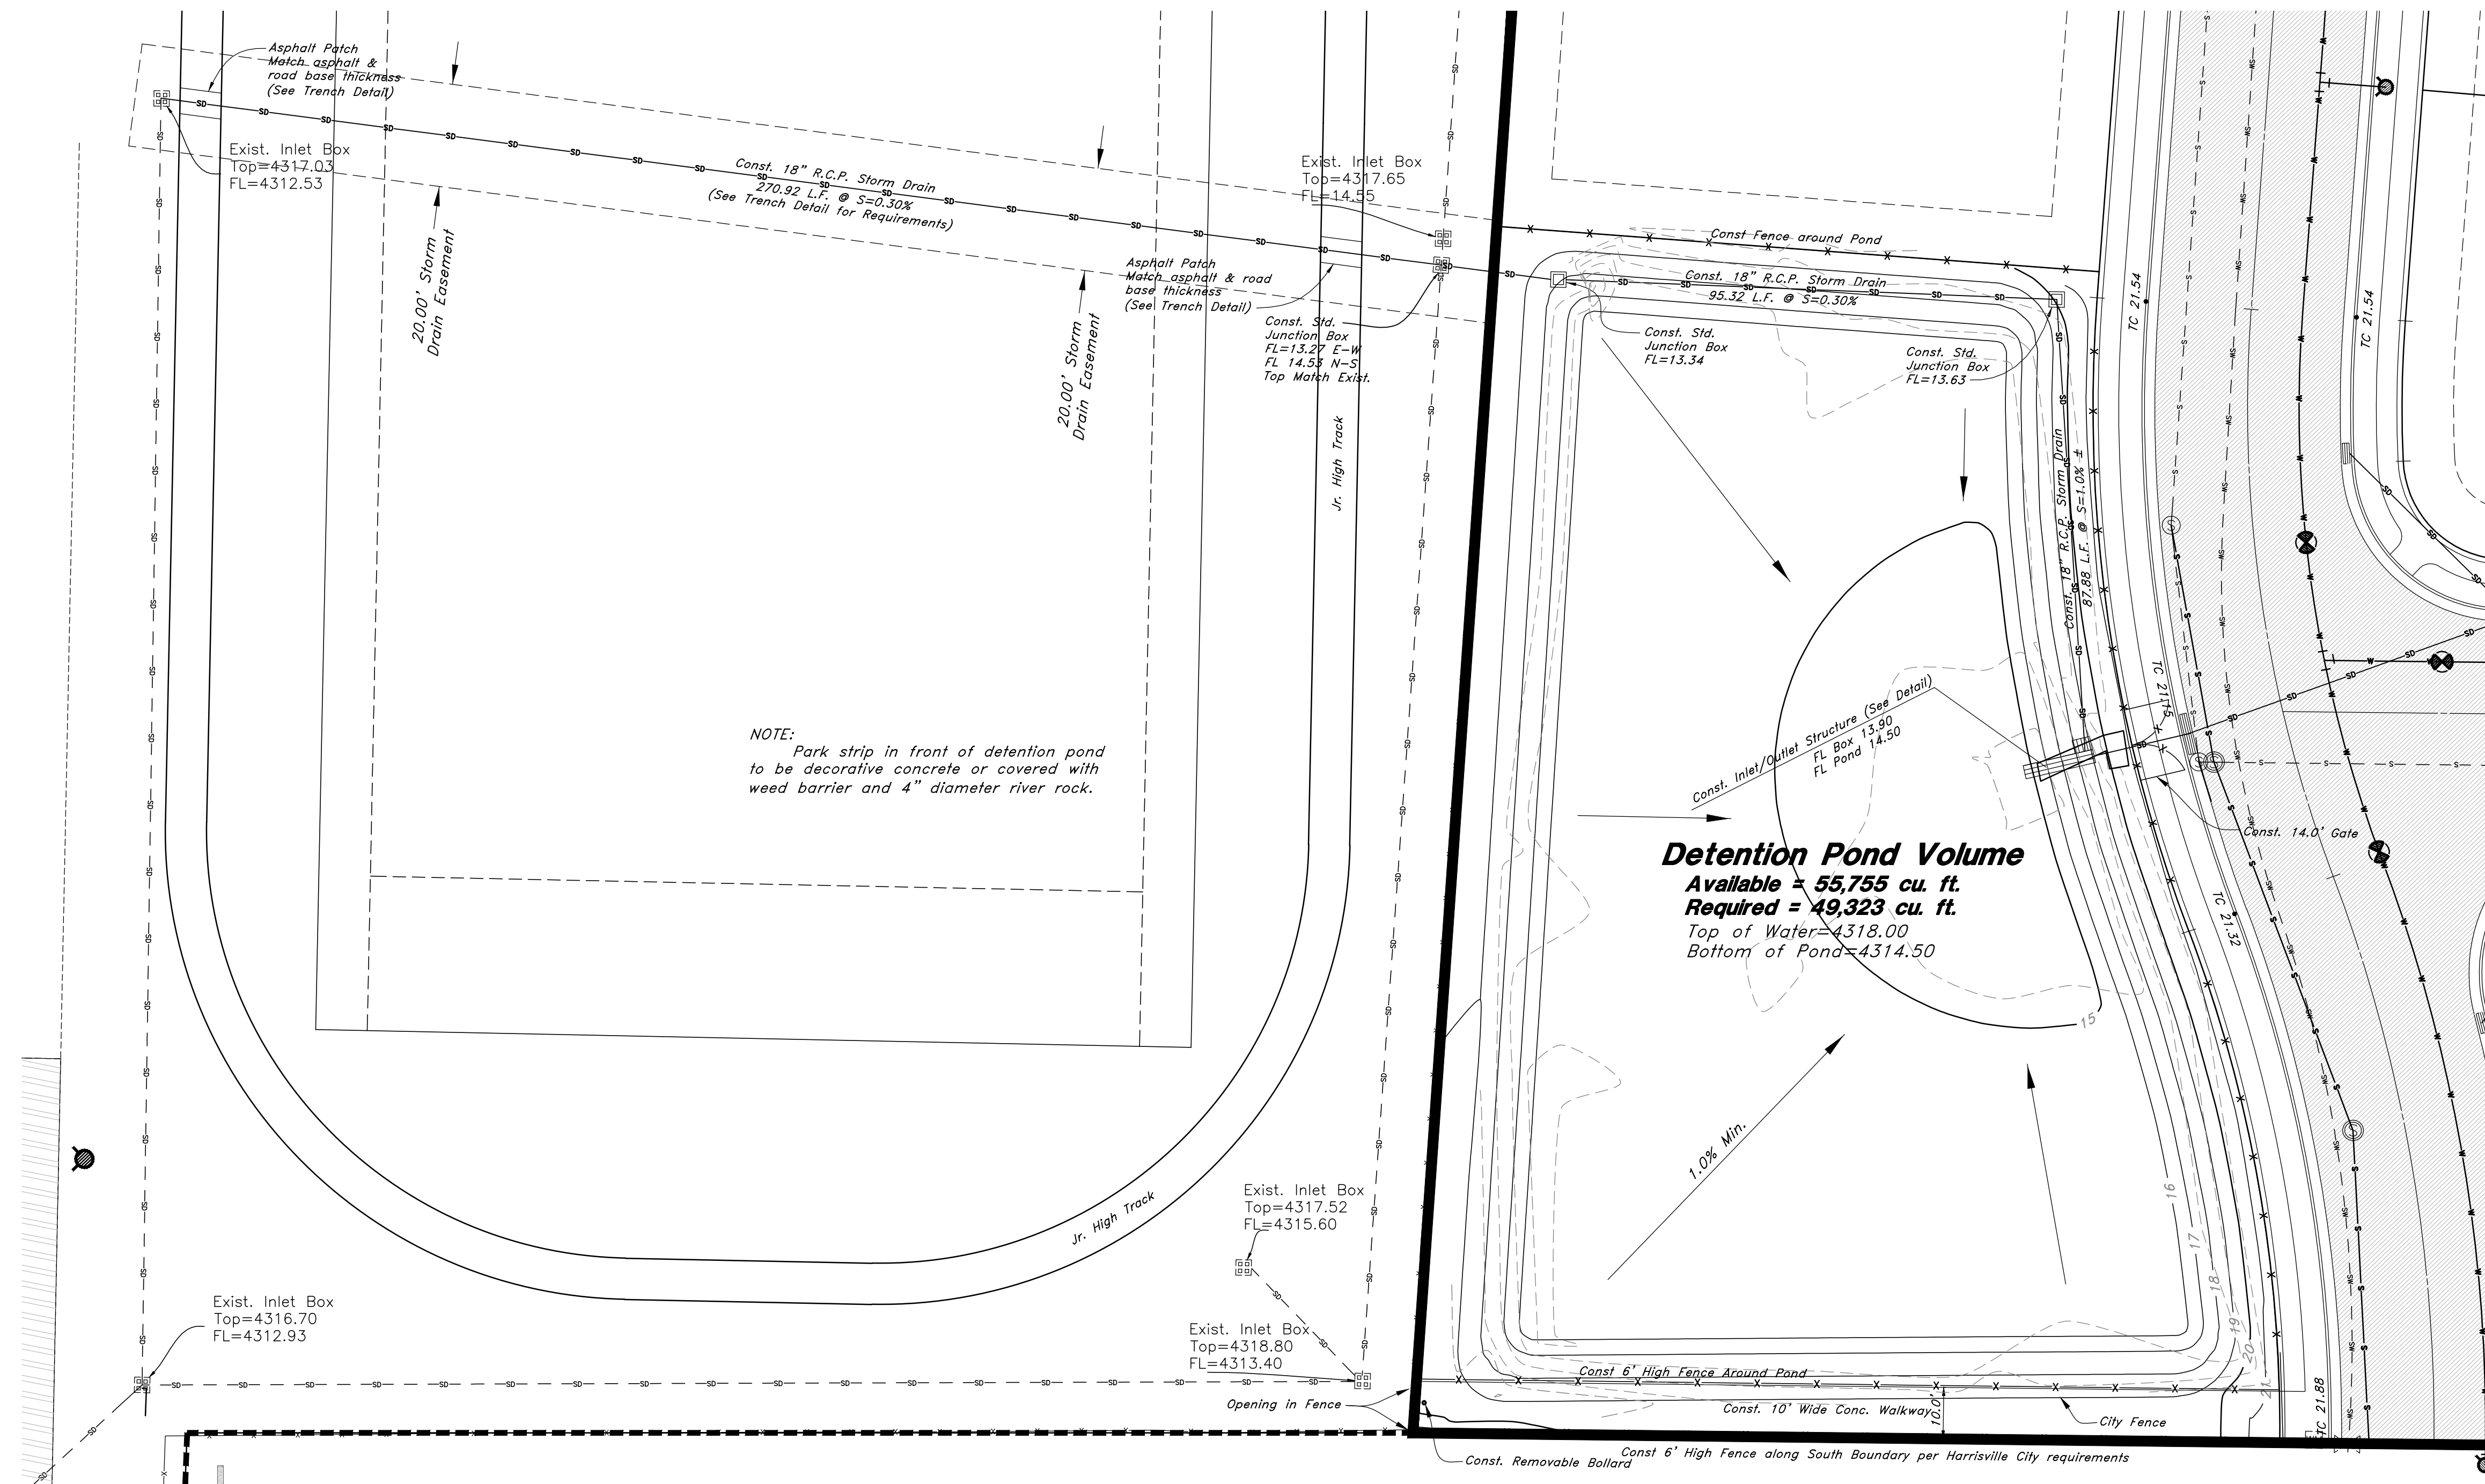 Asphalt Patch
Match asphalt &
road base thickness
(See Trench Detail)
Exist. Inlet Box
Top=4317.03
FL=4312.53
Const. 18" R.C.P. Storm Drain
270.92 L.F. @ S=0.30%
(See Trench Detail for Requirements)
20.00' Storm
Drain Easement
Exist. Inlet Box
Top=4317.65
FL=14.55
Asphalt Patch
Match asphalt & road
base thickness
(See Trench Detail)
20.00' Storm
Drain Easement
Const. Std.
Junction Box
FL=13.27 E-W
FL 14.53 N-S
Top Match Exist.
Jr. High Track
Const Fence around Pond
Const. 18" R.C.P. Storm Drain
95.32 L.F. @ S=0.30%
Const. Std.
Junction Box
FL=13.34
Const. Std.
Junction Box
FL=13.63
TC 21.54
TC 21.54
Const. 18" R.C.P. Storm Drain
87.88 L.F. @ S=1.0% ±
NOTE:
Park strip in front of detention pond
to be decorative concrete or covered with
weed barrier and 4" diameter river rock.
Const. Inlet/Outlet Structure (See Detail)
FL Box 13.90
FL Pond 14.50
TC 21.15
Const. 14.0' Gate
Detention Pond Volume
Available = 55,755 cu. ft.
Required = 49,323 cu. ft.
Top of Water=4318.00
Bottom of Pond=4314.50
TC 21.32
15
1.0% Min.
16
17
18
19
20
21
Jr. High Track
Exist. Inlet Box
Top=4317.52
FL=4315.60
Exist. Inlet Box
Top=4316.70
FL=4312.93
Exist. Inlet Box
Top=4318.80
FL=4313.40
Const 6' High Fence Around Pond
Opening in Fence
Const. 10' Wide Conc. Walkway
10.0'
City Fence
TC 21.88
Const. Removable Bollard
Const 6' High Fence along South Boundary per Harrisville City requirements